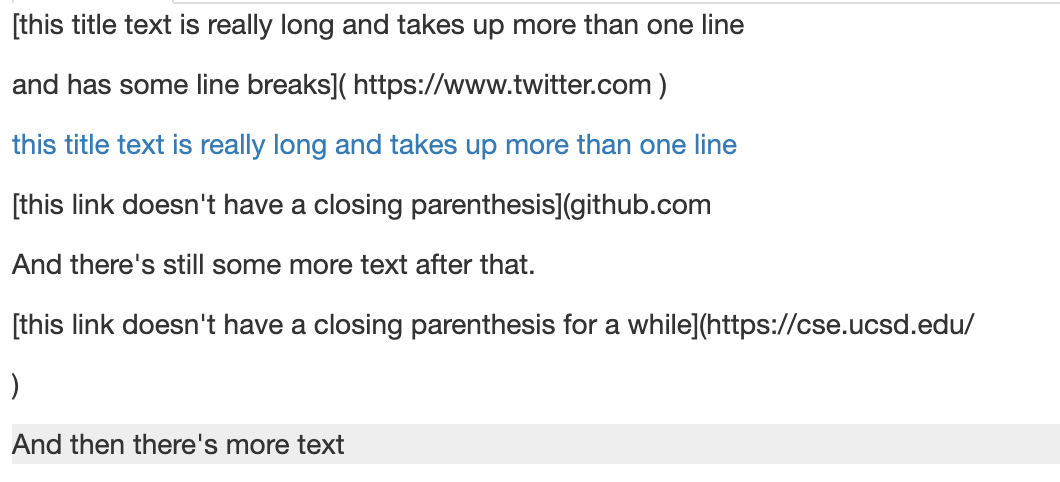 [this title text is really long and takes up more than one line
and has some line breaks]( https://www.twitter.com )
this title text is really long and takes up more than one line
[this link doesn't have a closing parenthesis](github.com
And there's still some more text after that.
[this link doesn't have a closing parenthesis for a while](https://cse.ucsd.edu/
)
And then there's more text